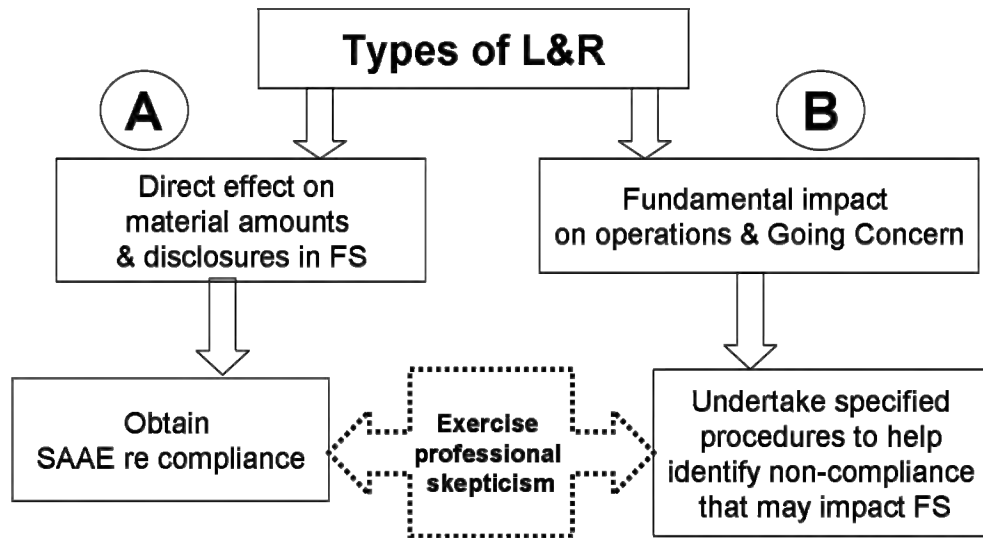 Types of L&R
A
B
Direct effect on
material amounts
& disclosures in FS
Fundamental impact
on operations & Going Concern
Obtain
SAAE re compliance
Exercise
professional
skepticism
Undertake specified
procedures to help
identify non-compliance
that may impact FS